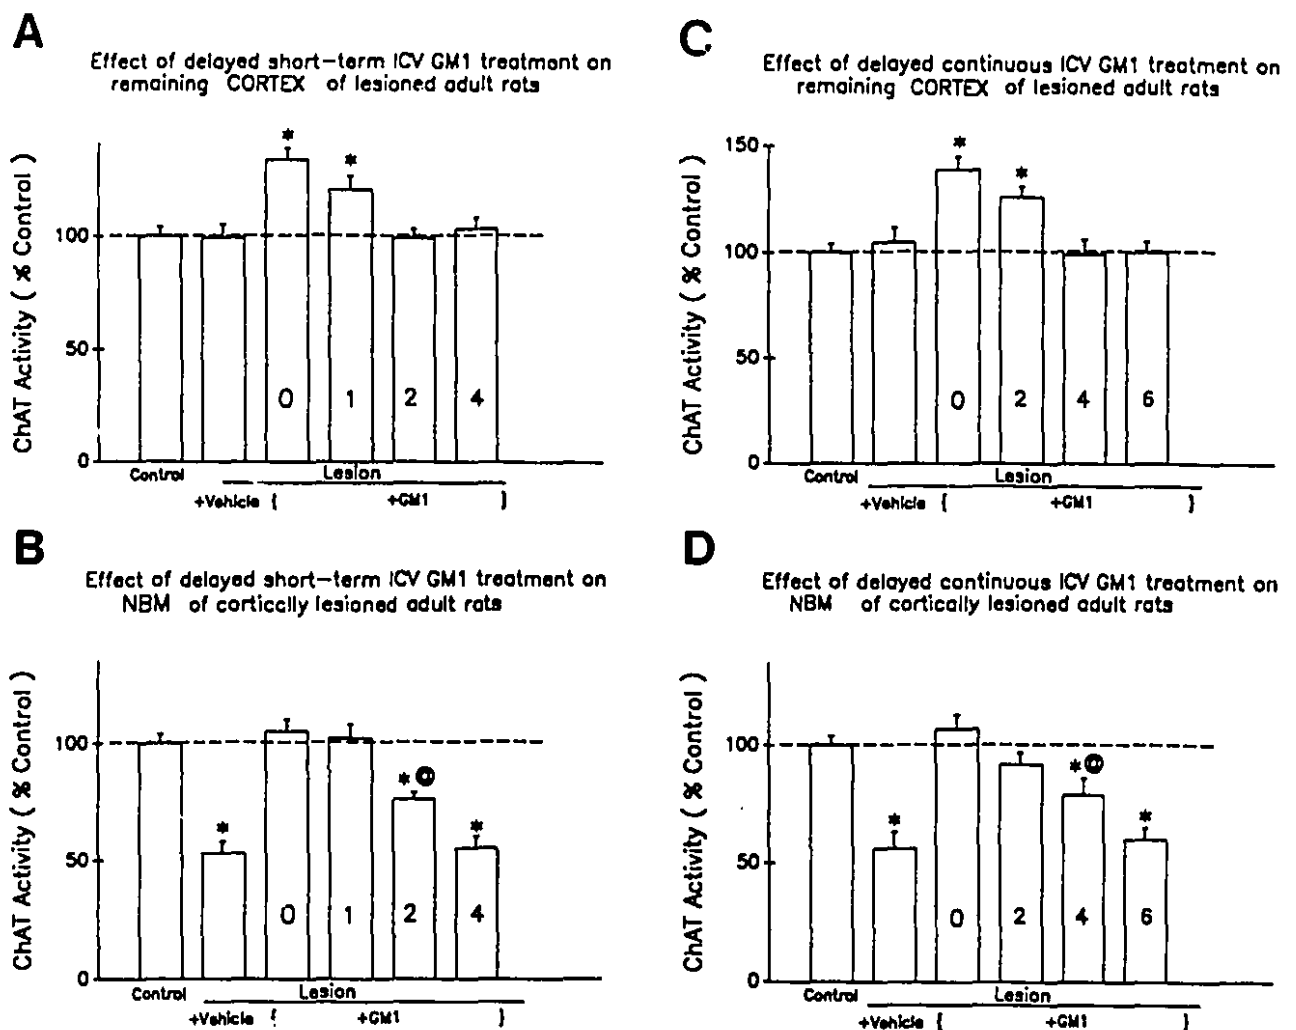 A
Effect of delayed short-term ICV GM1 treatment on
remaining CORTEX of lesioned adult rats
ChAT Activity ( % Control )
100
50
0
*
*
0
1
2
4
Control
Lesion
+Vehicle {
+GM1
}
B
Effect of delayed short-term ICV GM1 treatment on
NBM of cortically lesioned adult rats
ChAT Activity ( % Control )
100
50
0
*
*
*
0
1
2
4
Control
Lesion
+Vehicle {
+GM1
}
C
Effect of delayed continuous ICV GM1 treatment on
remaining CORTEX of lesioned adult rats
ChAT Activity ( % Control )
150
100
50
0
*
*
0
2
4
6
Control
Lesion
+Vehicle {
+GM1
}
D
Effect of delayed continuous ICV GM1 treatment on
NBM of cortically lesioned adult rats
ChAT Activity ( % Control )
100
50
0
*
*
*
0
2
4
6
Control
Lesion
+Vehicle {
+GM1
}